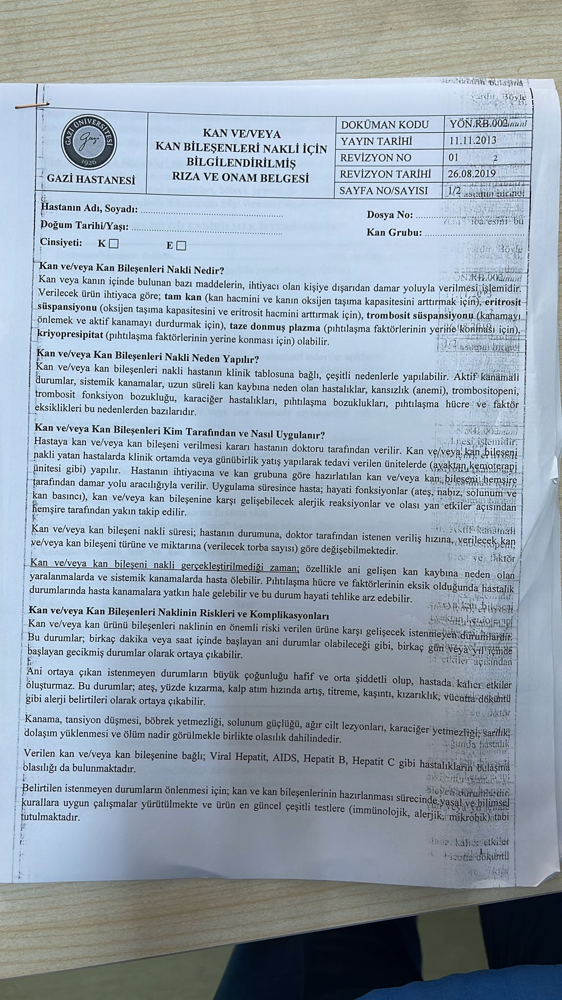 GAZİ ÜNİVERSİTESİ
Gazi
1926
GAZİ HASTANESİ
KAN VE/VEYA
KAN BİLEŞENLERİ NAKLİ İÇİN
BİLGİLENDİRİLMİŞ
RIZA VE ONAM BELGESİ
DOKÜMAN KODU YÖN.RB.002
YAYIN TARİHİ 11.11.2013
REVİZYON NO 01 2
REVİZYON TARİHİ 26.08.2019
SAYFA NO/SAYISI 1/2
Hastanın Adı, Soyadı: ..........
Dosya No: ..........
Doğum Tarihi/Yaşı: ..........
Kan Grubu: ..........
Cinsiyeti: K☐ E☐
Kan ve/veya Kan Bileşenleri Nakli Nedir?
Kan veya kanın içinde bulunan bazı maddelerin, ihtiyacı olan kişiye dışarıdan damar yoluyla verilmesi işlemidir.
Verilecek ürün ihtiyaca göre; tam kan (kan hacmini ve kanın oksijen taşıma kapasitesini arttırmak için), eritrosit
süspansiyonu (oksijen taşıma kapasitesini ve eritrosit hacmini arttırmak için), trombosit süspansiyonu (kanamayı
önlemek ve aktif kanamayı durdurmak için), taze donmuş plazma (pıhtılaşma faktörlerinin yerine konması için),
kriyopresipitat (pıhtılaşma faktörlerinin yerine konması için) olabilir.
Kan ve/veya Kan Bileşenleri Nakli Neden Yapılır?
Kan ve/veya kan bileşenleri nakli hastanın klinik tablosuna bağlı, çeşitli nedenlerle yapılabilir. Aktif kanamalı
durumlar, sistemik kanamalar, uzun süreli kan kaybına neden olan hastalıklar, kansızlık (anemi), trombositopeni,
trombosit fonksiyon bozukluğu, karaciğer hastalıkları, pıhtılaşma bozuklukları, pıhtılaşma hücre ve faktör
eksiklikleri bu nedenlerden bazılarıdır.
Kan ve/veya Kan Bileşenleri Kim Tarafından ve Nasıl Uygulanır?
Hastaya kan ve/veya kan bileşeni verilmesi kararı hastanın doktoru tarafından verilir. Kan ve/veya kan bileşeni
nakli yatan hastalarda klinik ortamda veya günübirlik yatış yapılarak tedavi verilen ünitelerde (ayaktan kemoterapi
ünitesi gibi) yapılır. Hastanın ihtiyacına ve kan grubuna göre hazırlatılan kan ve/veya kan bileşeni hemşire
tarafından damar yolu aracılığıyla verilir. Uygulama süresince hasta; hayati fonksiyonlar (ateş, nabız, solunum ve
kan basıncı), kan ve/veya kan bileşenine karşı gelişebilecek alerjik reaksiyonlar ve olası yan etkiler açısından
hemşire tarafından yakın takip edilir.
Kan ve/veya kan bileşeni nakli süresi; hastanın durumuna, doktor tarafından istenen veriliş hızına, verilecek kan
ve/veya kan bileşeni türüne ve miktarına (verilecek torba sayısı) göre değişebilmektedir.
Kan ve/veya kan bileşeni nakli gerçekleştirilmediği zaman; özellikle ani gelişen kan kaybına neden olan
yaralanmalarda ve sistemik kanamalarda hasta ölebilir. Pıhtılaşma hücre ve faktörlerinin eksik olduğunda hastalık
durumlarında hasta kanamalara yatkın hale gelebilir ve bu durum hayati tehlike arz edebilir.
Kan ve/veya Kan Bileşenleri Naklinin Riskleri ve Komplikasyonları
Kan ve/veya kan ürünü bileşenleri naklinin en önemli riski verilen ürüne karşı gelişecek istenmeyen durumlardır.
Bu durumlar; birkaç dakika veya saat içinde başlayan ani durumlar olabileceği gibi, birkaç gün veya yıl içinde
başlayan gecikmiş durumlar olarak ortaya çıkabilir.
Ani ortaya çıkan istenmeyen durumların büyük çoğunluğu hafif ve orta şiddetli olup, hastada kalıcı etkiler
oluşturmaz. Bu durumlar; ateş, yüzde kızarma, kalp atım hızında artış, titreme, kaşıntı, kızarıklık, vücutta döküntü
gibi alerji belirtileri olarak ortaya çıkabilir.
Kanama, tansiyon düşmesi, böbrek yetmezliği, solunum güçlüğü, ağır cilt lezyonları, karaciğer yetmezliği, sarılık,
dolaşım yüklenmesi ve ölüm nadir görülmekle birlikte olasılık dahilindedir.
Verilen kan ve/veya kan bileşenine bağlı; Viral Hepatit, AIDS, Hepatit B, Hepatit C gibi hastalıkların bulaşma
olasılığı da bulunmaktadır.
Belirtilen istenmeyen durumların önlenmesi için; kan ve kan bileşenlerinin hazırlanması sürecinde yasal ve bilimsel
kurallara uygun çalışmalar yürütülmekte ve ürün en güncel çeşitli testlere (immünolojik, alerjik, mikrobik) tabi
tutulmaktadır.
1